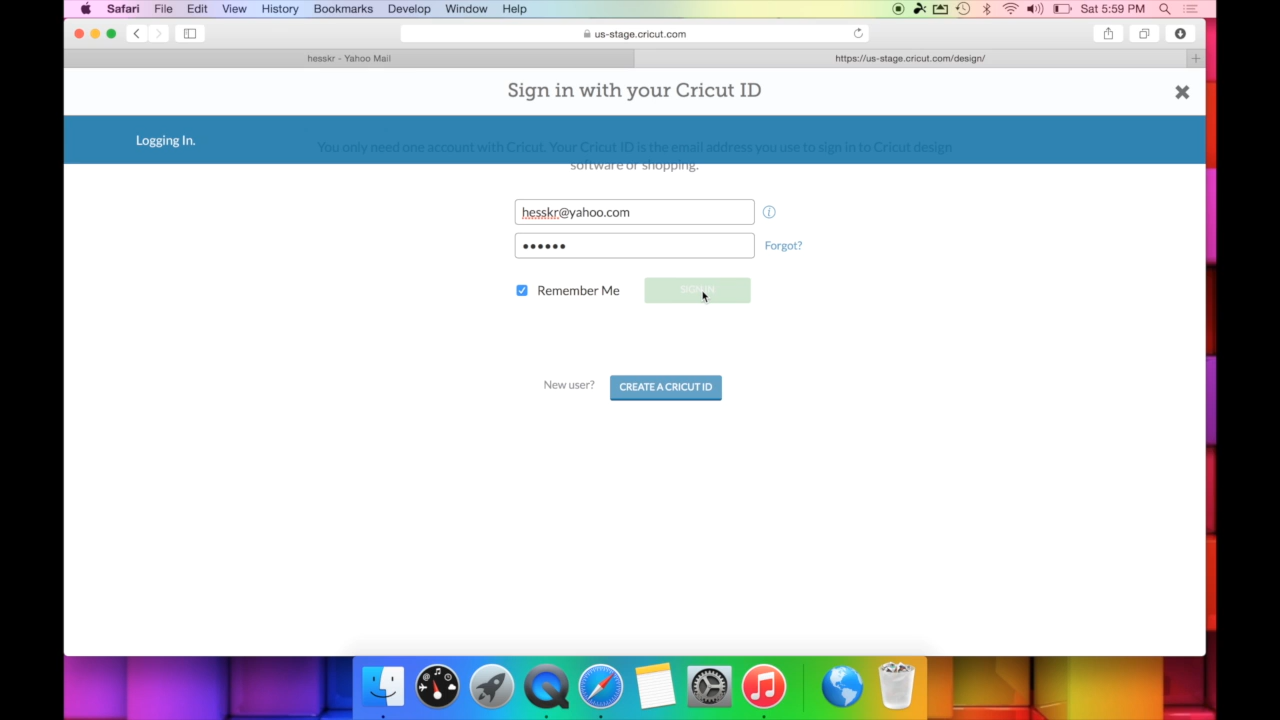 Safari File Edit View History Bookmarks Develop Window Help Sat 5:59 PM
us-stage.cricut.com
hesskr - Yahoo Mail https://us-stage.cricut.com/design/
Sign in with your Cricut ID
Logging In.
You only need one account with Cricut. Your Cricut ID is the email address you use to sign in to Cricut design
software or shopping.
hesskr@yahoo.com
Forgot?
Remember Me SIGN IN
New user? CREATE A CRICUT ID